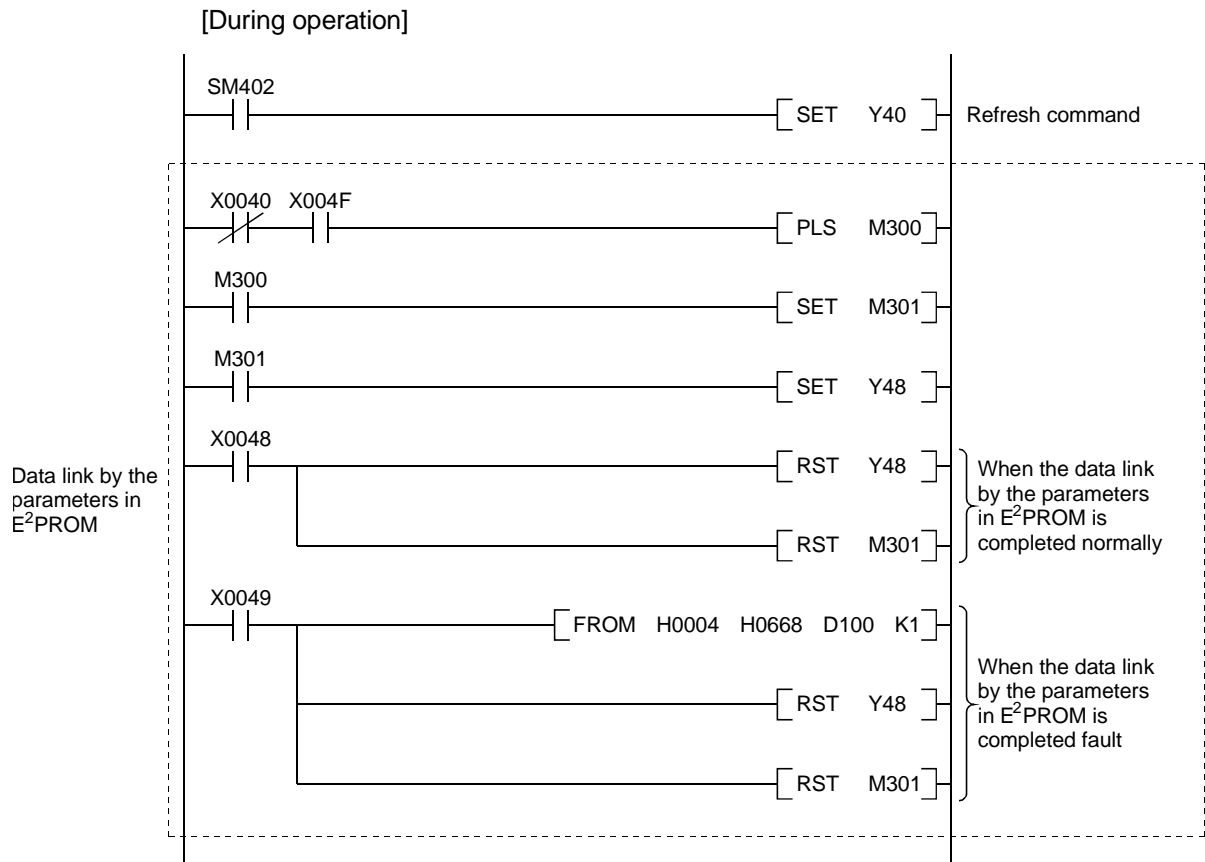 [During operation]
SM402
SET Y40 Refresh command
X0040 X004F
PLS M300
M300
SET M301
M301
SET Y48
X0048
RST Y48
RST M301
Data link by the
parameters in
E²PROM
When the data link
by the parameters
in E²PROM is
completed normally
X0049
FROM H0004 H0668 D100 K1
RST Y48
RST M301
When the data link
by the parameters
in E²PROM is
completed fault